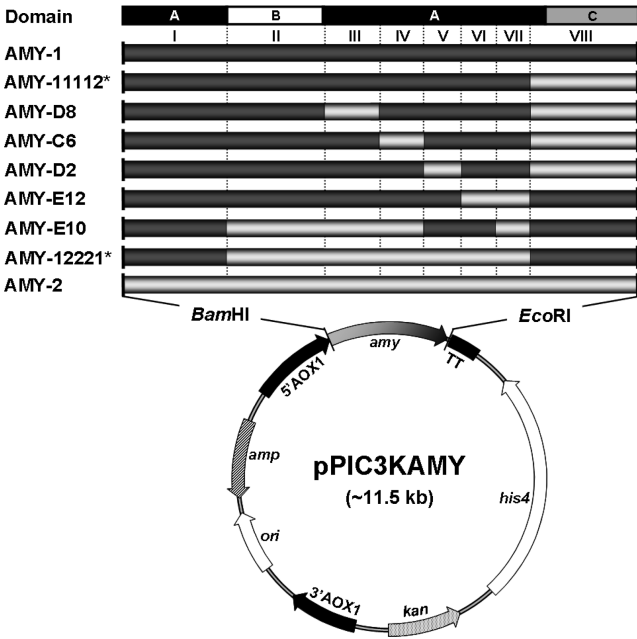 Domain A B A C
I II III IV V VI VII VIII
AMY-1
AMY-11112*
AMY-D8
AMY-C6
AMY-D2
AMY-E12
AMY-E10
AMY-12221*
AMY-2
BamHI EcoRI
amy
TT
5'AOX1
amp
pPIC3KAMY
(~11.5 kb)
his4
ori
3'AOX1
kan